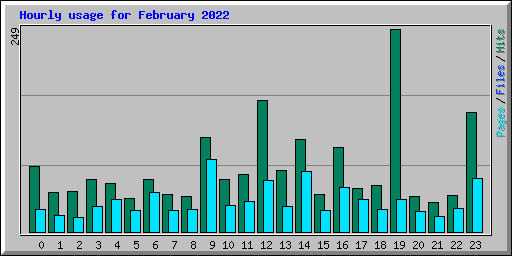 Hourly usage for February 2022
249
Pages/Files/Hits
0 1 2 3 4 5 6 7 8 9 10 11 12 13 14 15 16 17 18 19 20 21 22 23